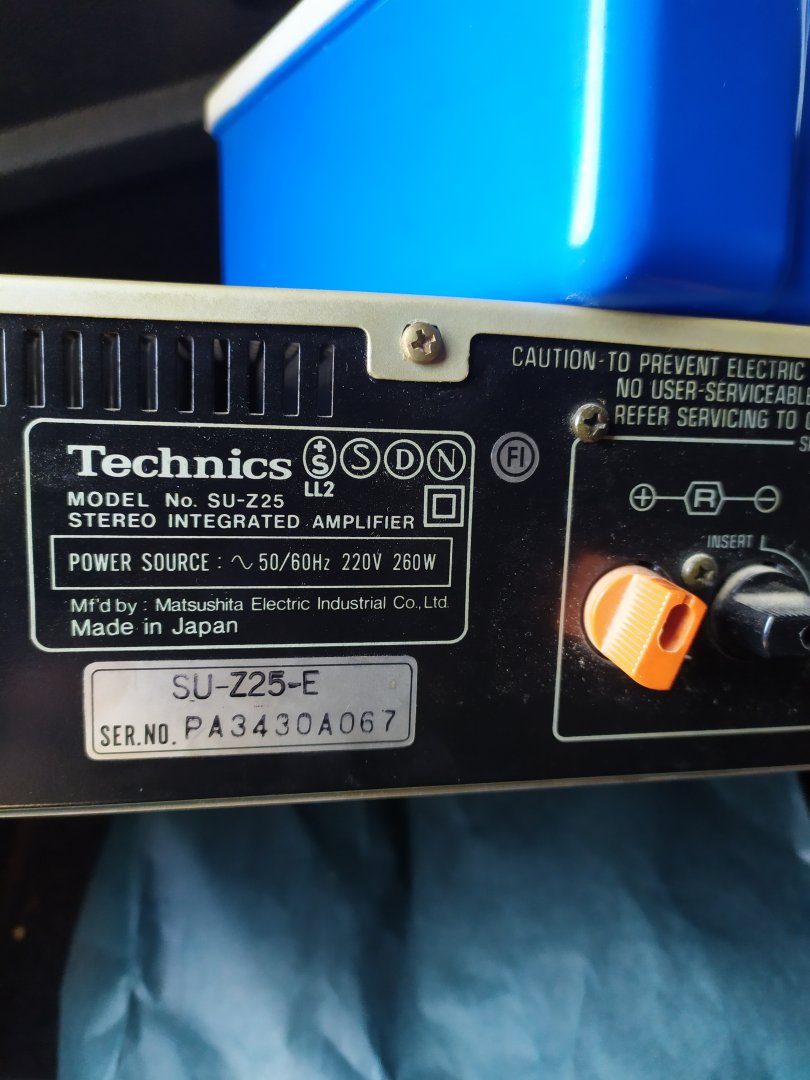 CAUTION-TO PREVENT ELECTRIC
NO USER-SERVICEABLE
REFER SERVICING TO
Technics +S S D N FI
LL2
MODEL No. SU-Z25
STEREO INTEGRATED AMPLIFIER
POWER SOURCE : ∿ 50/60Hz 220V 260W
Mf'd by : Matsushita Electric Industrial Co., Ltd.
Made in Japan
SU-Z25-E
SER.NO. PA3430A067
+ R −
INSERT